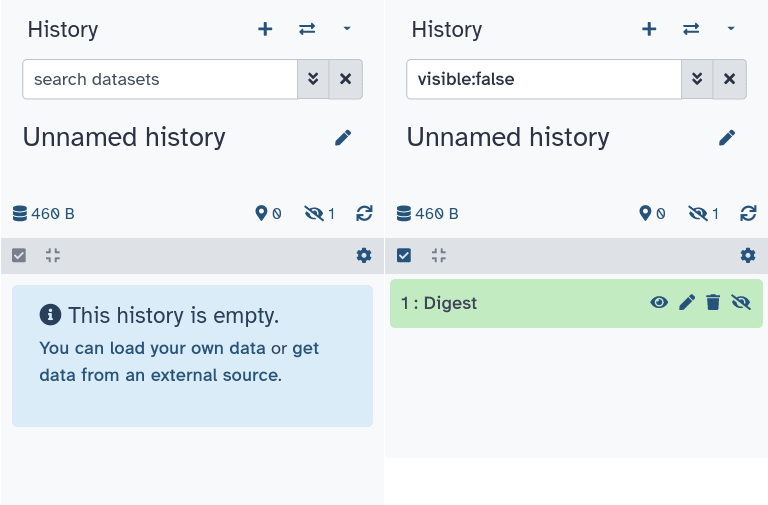 History
search datasets
Unnamed history
460 B
0
1
This history is empty.
You can load your own data or get
data from an external source.
History
visible:false
Unnamed history
460 B
0
1
1 : Digest